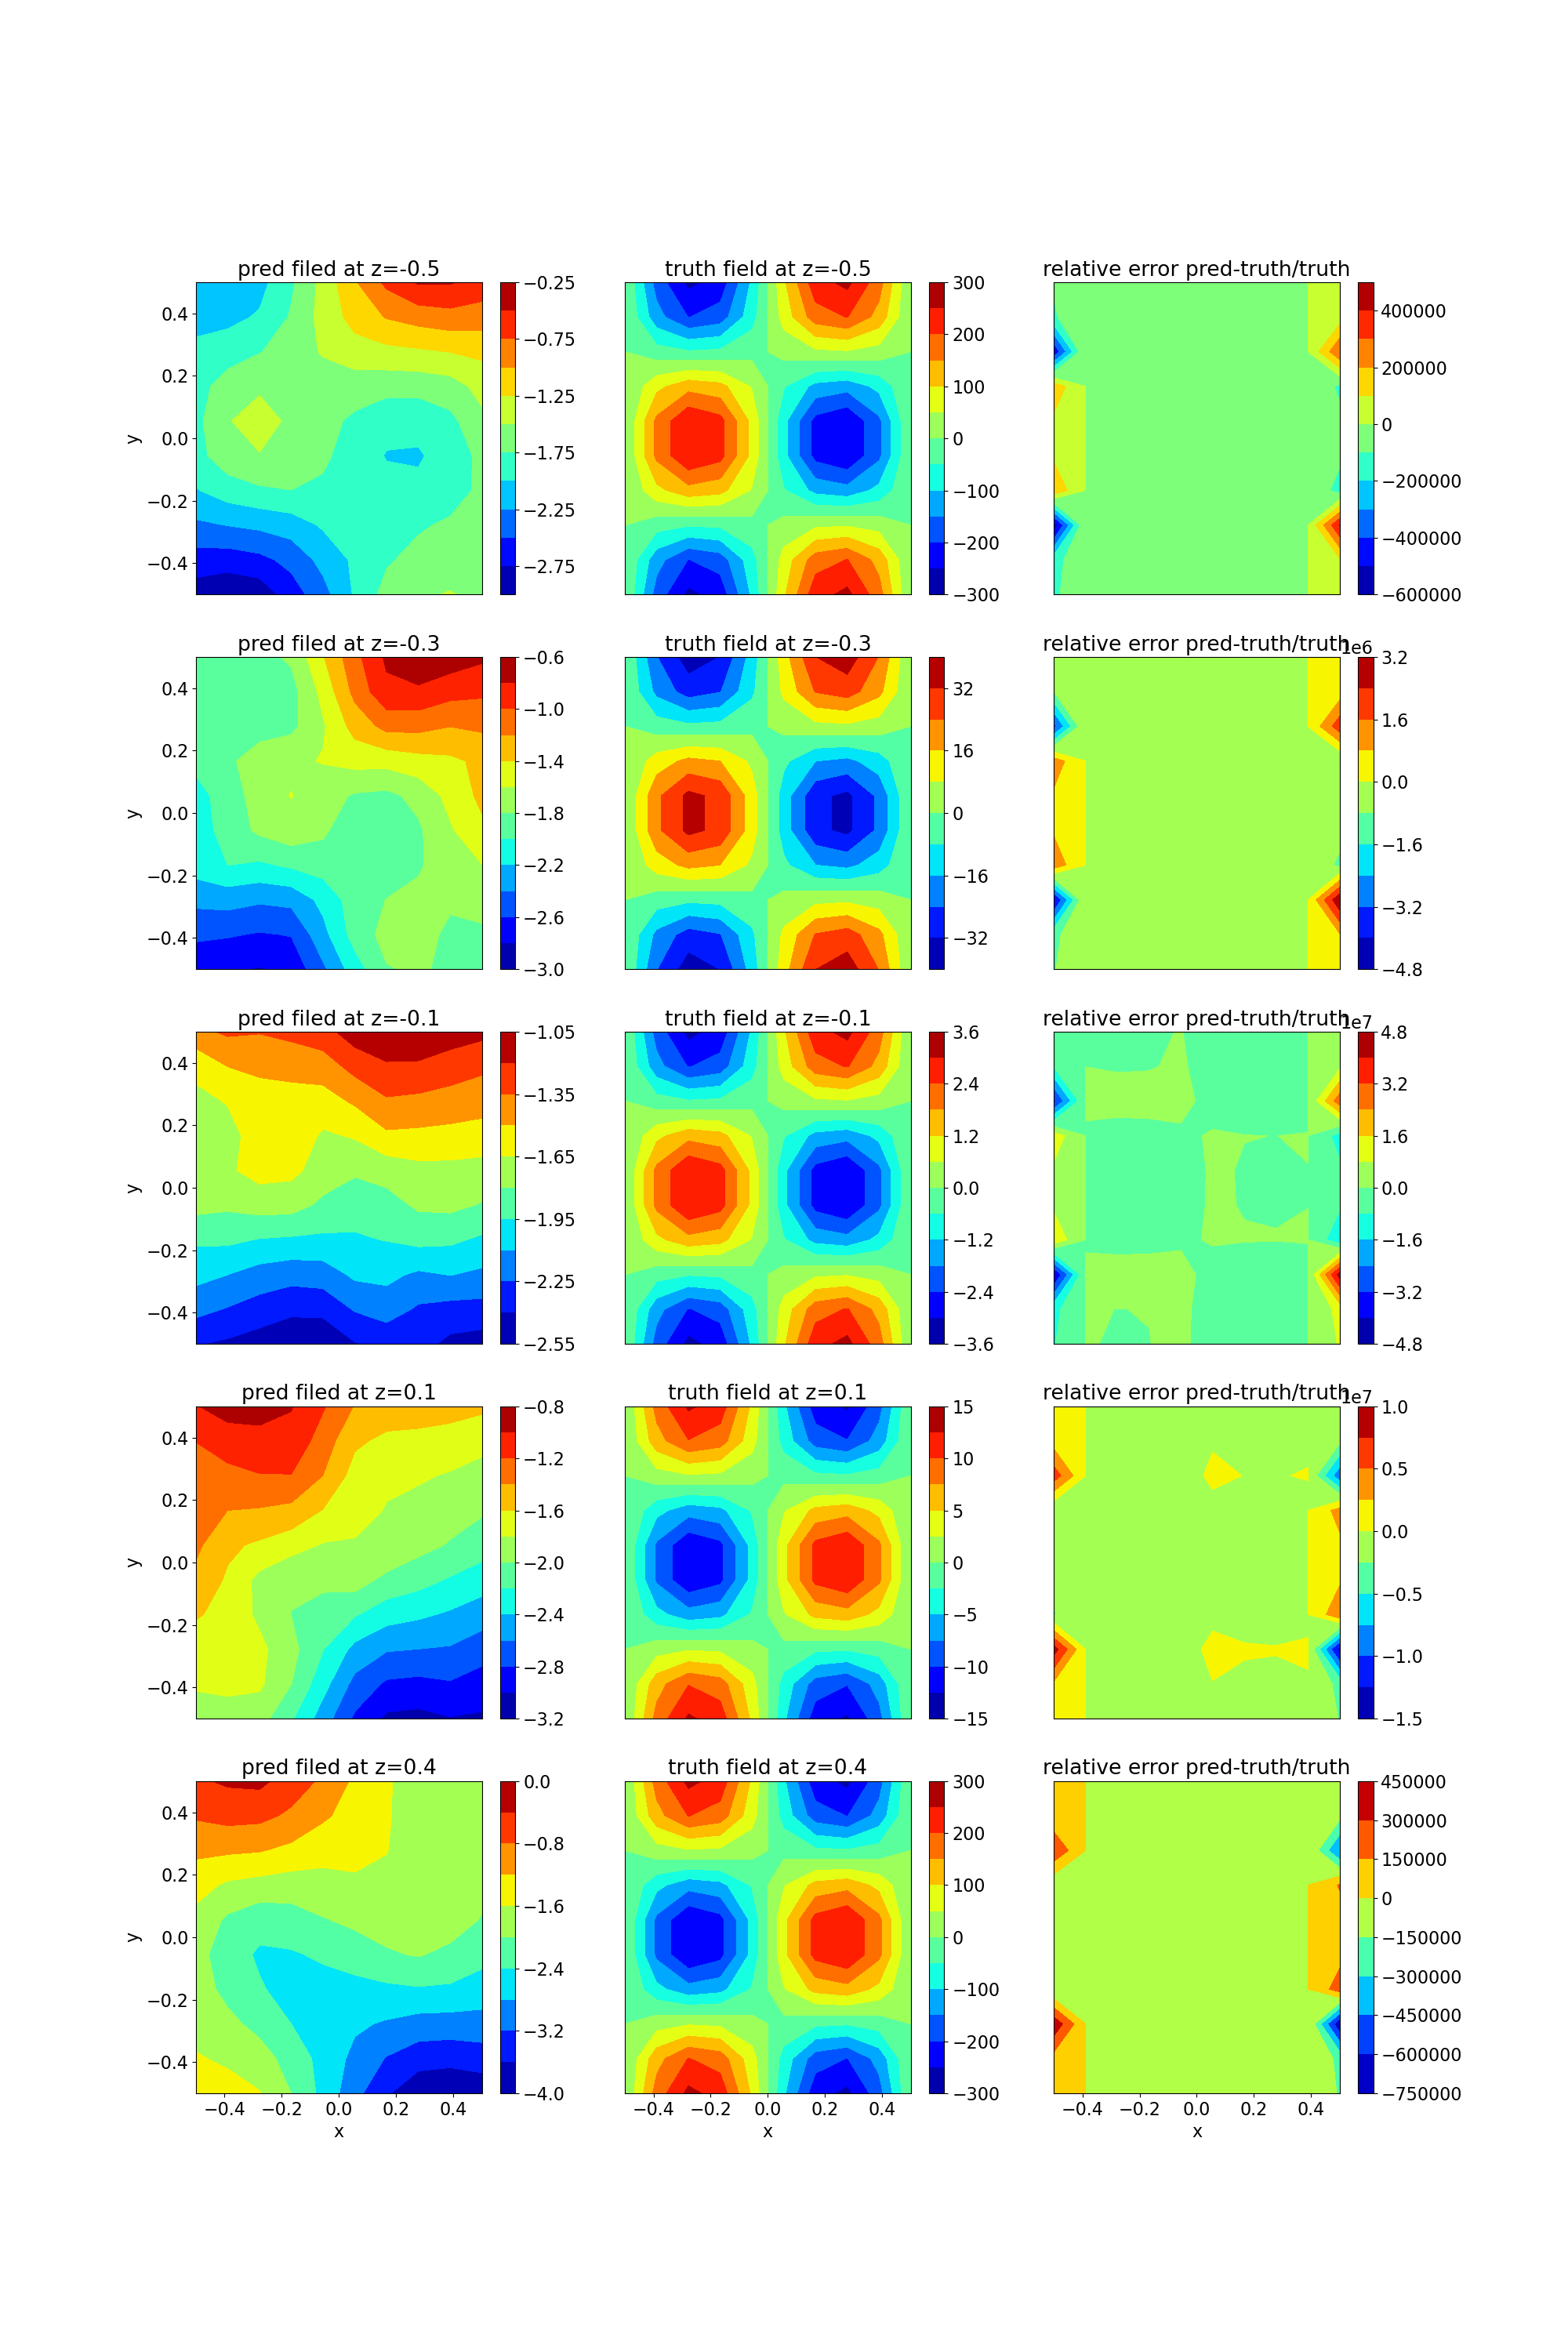 pred filed at z=-0.5 truth field at z=-0.5 relative error pred-truth/truth
0.4 −0.25 300 400000
0.2 −0.75 200 200000
y 0.0 −1.25 100 0
−0.2 −1.75 0 −200000
−0.4 −2.25 −100 −400000
−2.75 −200 −600000
−300
pred filed at z=-0.3 truth field at z=-0.3 relative error pred-truth/truth 1e6
0.4 −0.6 32 3.2
0.2 −1.0 16 1.6
y 0.0 −1.4 0 0.0
−0.2 −1.8 −16 −1.6
−0.4 −2.2 −32 −3.2
−2.6 −4.8
−3.0
pred filed at z=-0.1 truth field at z=-0.1 relative error pred-truth/truth 1e7
0.4 −1.05 3.6 4.8
0.2 −1.35 2.4 3.2
y 0.0 −1.65 1.2 1.6
−0.2 −1.95 0.0 0.0
−0.4 −2.25 −1.2 −1.6
−2.55 −2.4 −3.2
−3.6 −4.8
pred filed at z=0.1 truth field at z=0.1 relative error pred-truth/truth 1e7
0.4 −0.8 15 1.0
0.2 −1.2 10 0.5
y 0.0 −1.6 5 0.0
−0.2 −2.0 0 −0.5
−0.4 −2.4 −5 −1.0
−2.8 −10 −1.5
−3.2 −15
pred filed at z=0.4 truth field at z=0.4 relative error pred-truth/truth
0.4 0.0 300 450000
0.2 −0.8 200 300000
y 0.0 −1.6 100 150000
−0.2 −2.4 0 0
−0.4 −3.2 −100 −150000
−4.0 −200 −300000
−300 −450000
−600000
−750000
−0.4 −0.2 0.0 0.2 0.4 −0.4 −0.2 0.0 0.2 0.4 −0.4 −0.2 0.0 0.2 0.4
x x x